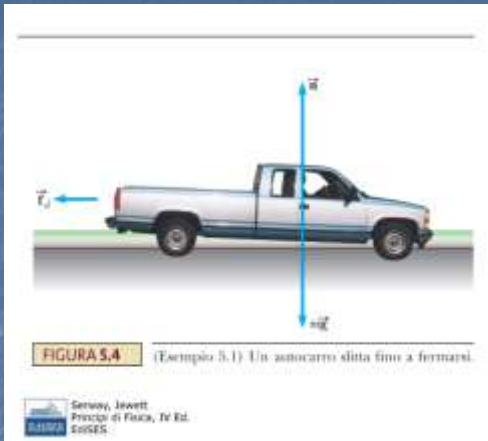 n
f
mg
FIGURA 5.4 (Esempio 5.1) Un autocarro slitta fino a fermarsi.
Serway, Jewett
Principi di Fisica, IV Ed.
EdiSES